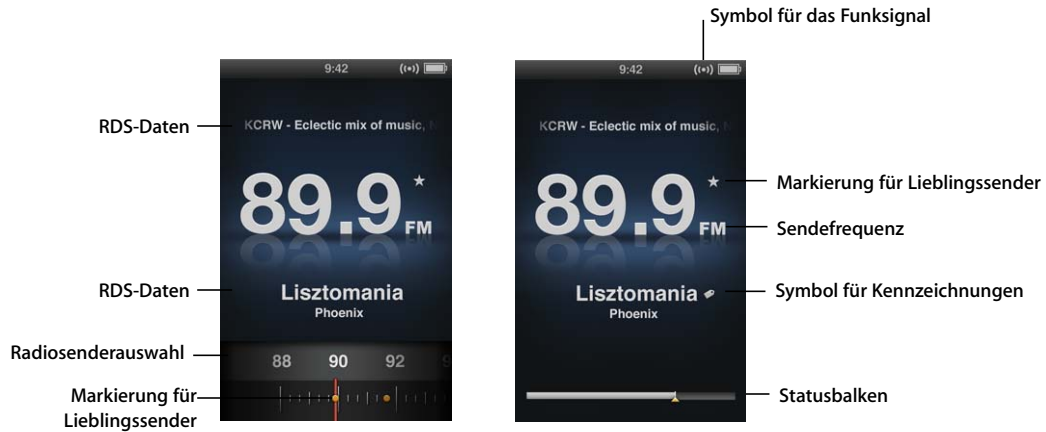 Symbol für das Funksignal
9:42
9:42
RDS-Daten
KCRW - Eclectic mix of music,
KCRW - Eclectic mix of music,
89.9
FM
89.9
FM
Markierung für Lieblingssender
Sendefrequenz
RDS-Daten
Lisztomania
Phoenix
Lisztomania
Phoenix
Symbol für Kennzeichnungen
Radiosenderauswahl
88 90 92
Markierung für
Lieblingssender
Statusbalken